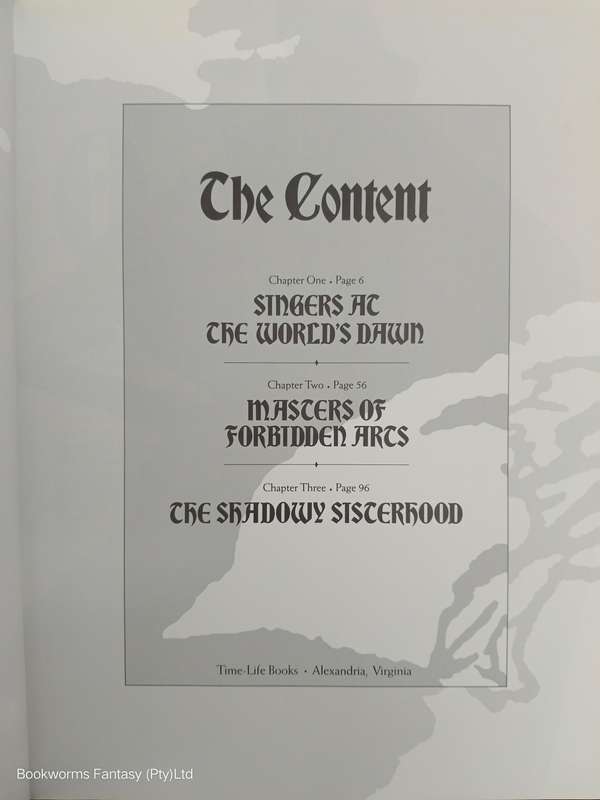 The Content
Chapter One • Page 6
SINGERS AT
THE WORLD'S DAWN
Chapter Two • Page 56
MASTERS OF
FORBIDDEN ARTS
Chapter Three • Page 96
THE SHADOWY SISTERHOOD
Time-Life Books • Alexandria, Virginia
Bookworms Fantasy (Pty)Ltd